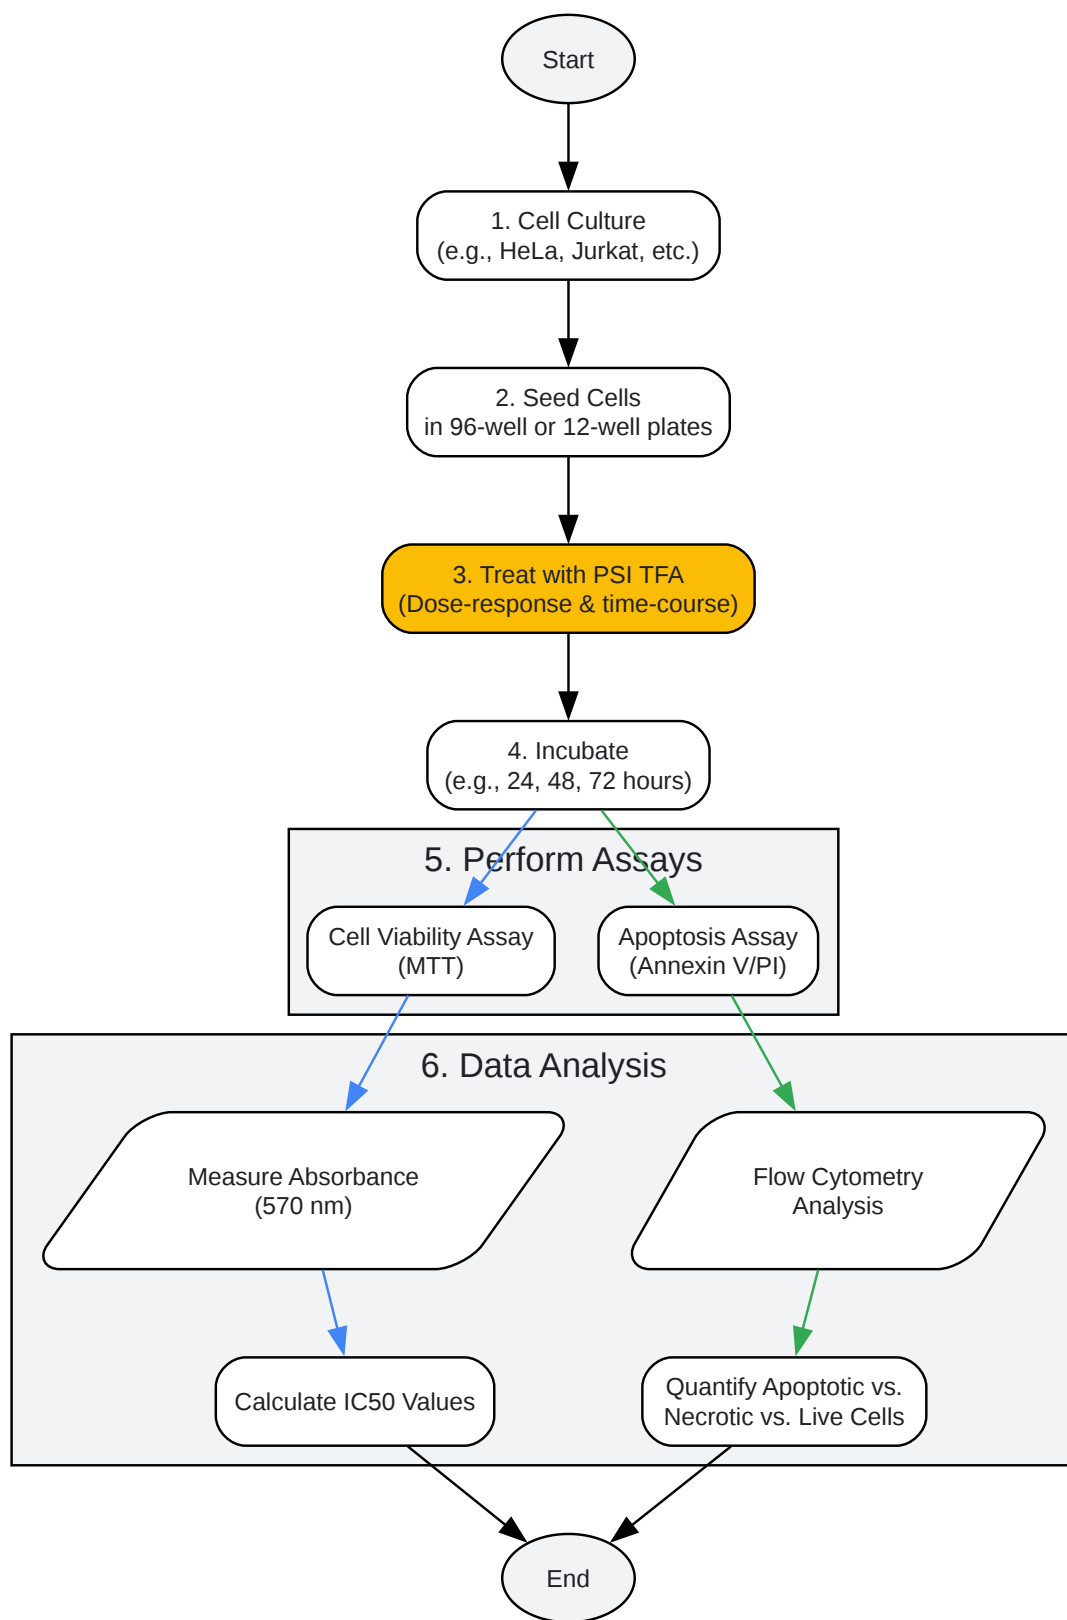 Start
1. Cell Culture
(e.g., HeLa, Jurkat, etc.)
2. Seed Cells
in 96-well or 12-well plates
3. Treat with PSI TFA
(Dose-response & time-course)
4. Incubate
(e.g., 24, 48, 72 hours)
5. Perform Assays
Cell Viability Assay
(MTT)
Apoptosis Assay
(Annexin V/PI)
6. Data Analysis
Measure Absorbance
(570 nm)
Flow Cytometry
Analysis
Calculate IC50 Values
Quantify Apoptotic vs.
Necrotic vs. Live Cells
End